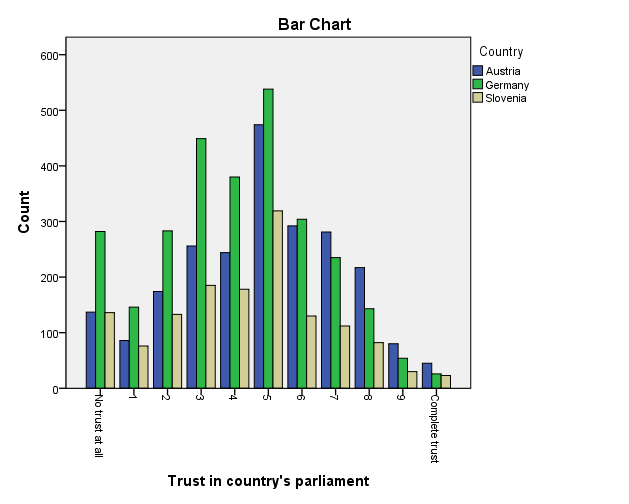 Bar Chart
Country
Austria
Germany
Slovenia
Count
600
500
400
300
200
100
0
No trust at all
1
2
3
4
5
6
7
8
9
Complete trust
Trust in country's parliament